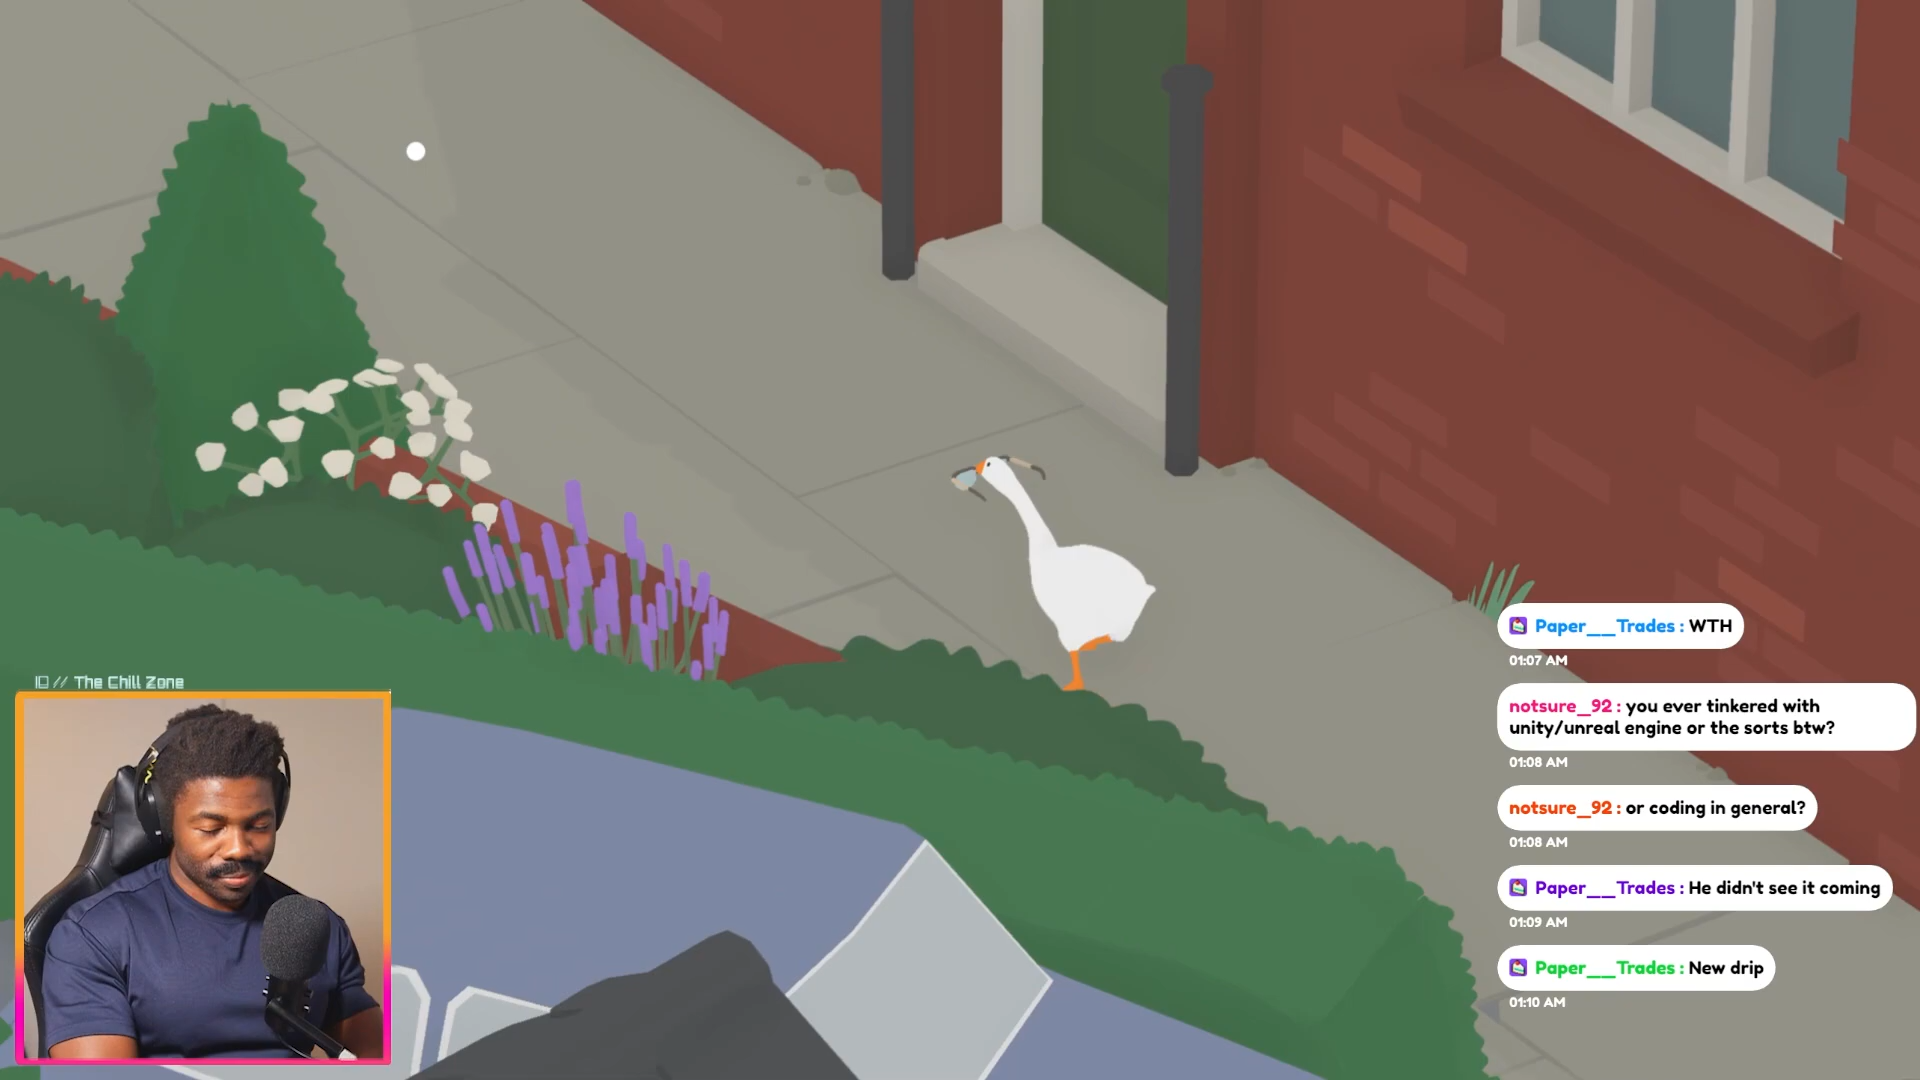 // The Chill Zone
Paper__Trades : WTH
01:07 AM
notsure_92 : you ever tinkered with
unity/unreal engine or the sorts btw?
01:08 AM
notsure_92 : or coding in general?
01:08 AM
Paper__Trades : He didn't see it coming
01:09 AM
Paper__Trades : New drip
01:10 AM